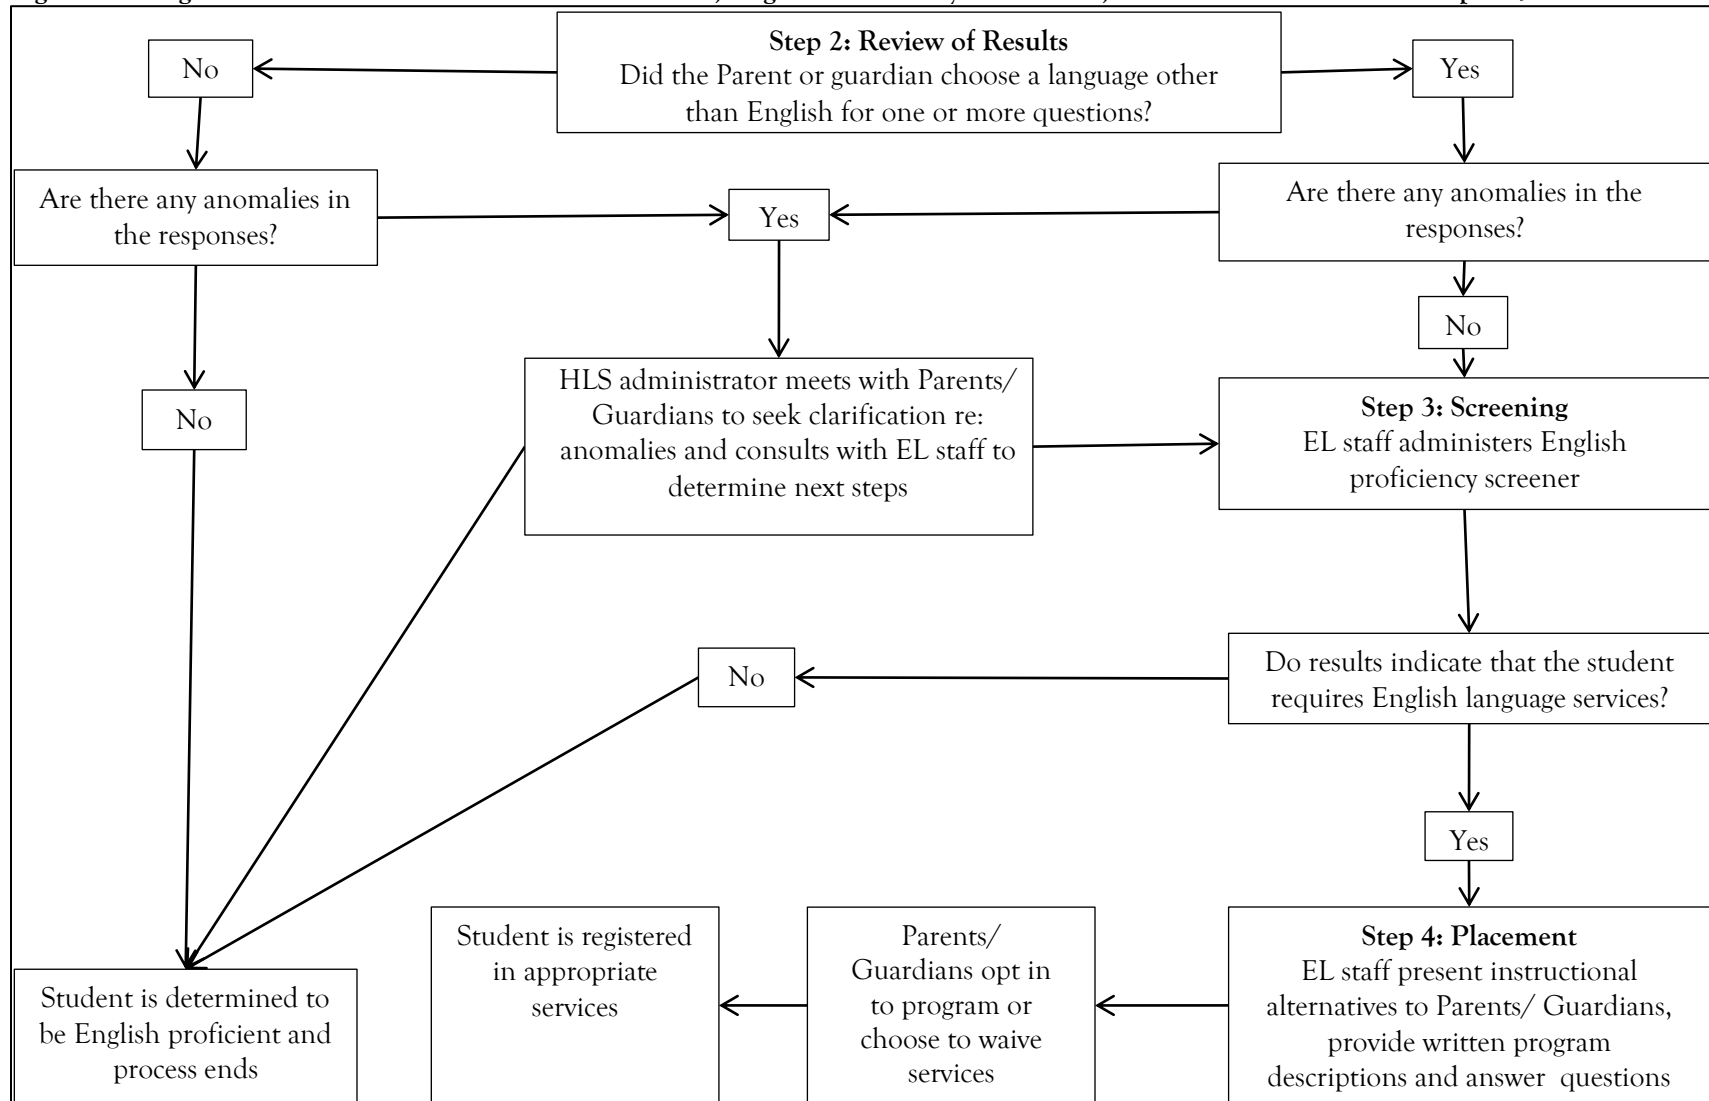 Step 2: Review of Results
Did the Parent or guardian choose a language other
than English for one or more questions?
No
Yes
Are there any anomalies in
the responses?
Yes
Are there any anomalies in the
responses?
No
HLS administrator meets with Parents/
Guardians to seek clarification re:
anomalies and consults with EL staff to
determine next steps
No
Step 3: Screening
EL staff administers English
proficiency screener
No
Do results indicate that the student
requires English language services?
Yes
Student is determined to
be English proficient and
process ends
Student is registered
in appropriate
services
Parents/
Guardians opt in
to program or
choose to waive
services
Step 4: Placement
EL staff present instructional
alternatives to Parents/ Guardians,
provide written program
descriptions and answer questions